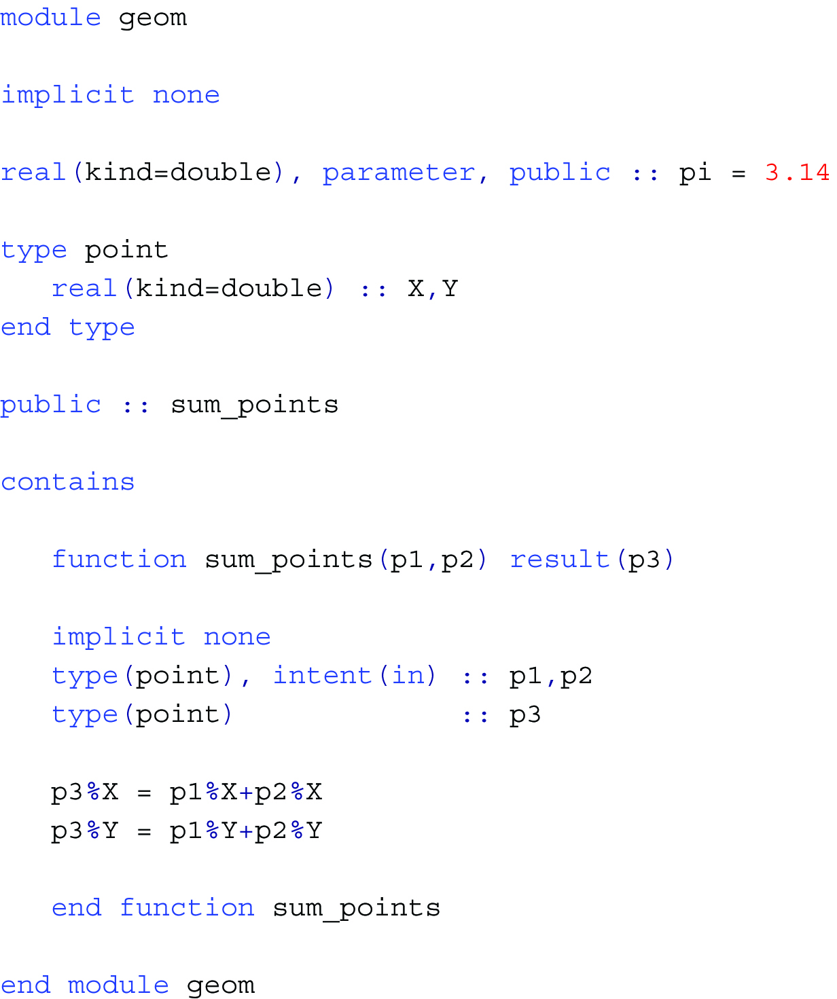 module geom
implicit none
real(kind=double), parameter, public :: pi = 3.14
type point
   real(kind=double) :: X,Y
end type
public :: sum_points
contains
   function sum_points(p1,p2) result(p3)
   implicit none
   type(point), intent(in) :: p1,p2
   type(point)             :: p3
   p3%X = p1%X+p2%X
   p3%Y = p1%Y+p2%Y
   end function sum_points
end module geom